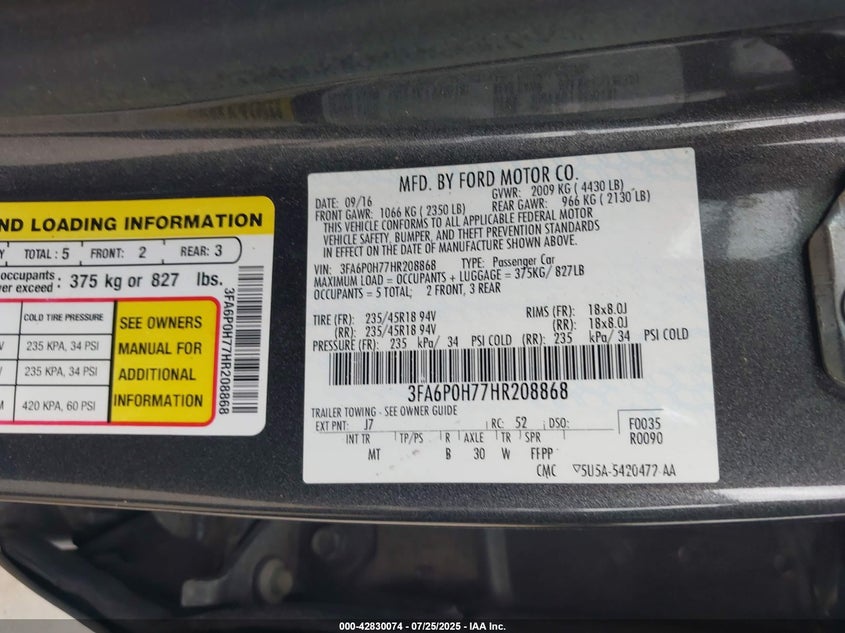 ND LOADING INFORMATION
Y TOTAL: 5 FRONT: 2 REAR: 3
occupants
er exceed : 375 kg or 827 lbs.
COLD TIRE PRESSURE
V 235 KPA, 34 PSI
235 KPA, 34 PSI
M 420 KPA, 60 PSI
SEE OWNERS
MANUAL FOR
ADDITIONAL
INFORMATION
3FA6P0H77HR208868
MFD. BY FORD MOTOR CO.
DATE: 09/16 GVWR: 2009 KG ( 4430 LB)
FRONT GAWR: 1066 KG ( 2350 LB) REAR GAWR: 966 KG ( 2130 LB)
THIS VEHICLE CONFORMS TO ALL APPLICABLE FEDERAL MOTOR
VEHICLE SAFETY, BUMPER, AND THEFT PREVENTION STANDARDS
IN EFFECT ON THE DATE OF MANUFACTURE SHOWN ABOVE.
VIN: 3FA6P0H77HR208868 TYPE: Passenger Car
MAXIMUM LOAD = OCCUPANTS + LUGGAGE = 375KG/ 827LB
OCCUPANTS = 5 TOTAL; 2 FRONT, 3 REAR
TIRE (FR): 235/45R18 94V RIMS (FR): 18x8.0J
(RR): 235/45R18 94V (RR): 18x8.0J
PRESSURE (FR): 235 kPa/ 34 PSI COLD (RR): 235 kPa/ 34 PSI COLD
3FA6P0H77HR208868
TRAILER TOWING - SEE OWNER GUIDE
EXT PNT: J7 RC: 52 DSO: F0035
INT TR TP/PS R AXLE TR SPR R0090
MT B 30 W FFPP
CMC ▽5U5A-5420472-AA
000-42830074 / 07/25/2025 - IAA Inc.